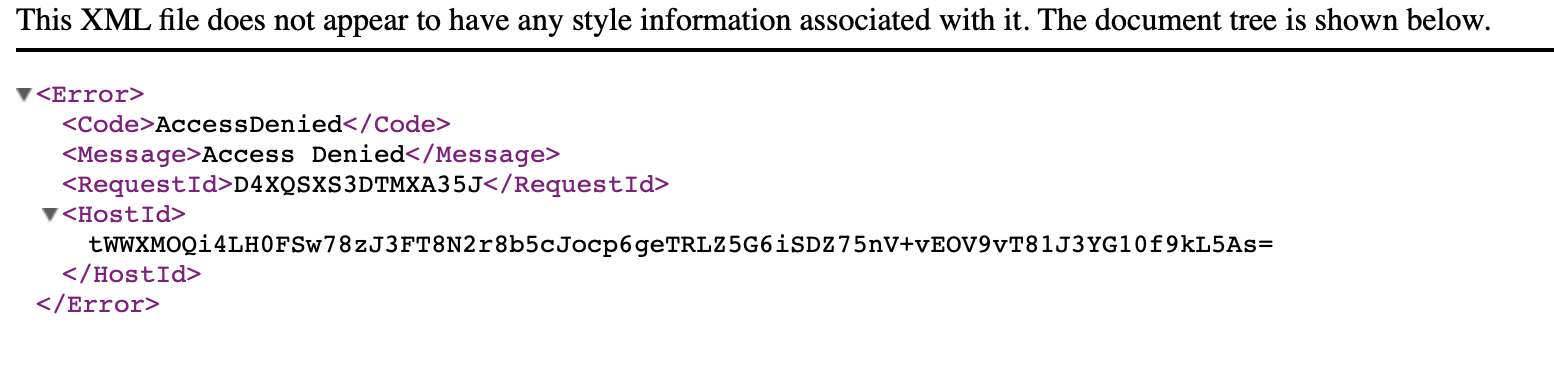 This XML file does not appear to have any style information associated with it. The document tree is shown below.
<Error>
<Code>AccessDenied</Code>
<Message>Access Denied</Message>
<RequestId>D4XQSXS3DTMXA35J</RequestId>
<HostId>
tWWXMOQi4LH0FSw78zJ3FT8N2r8b5cJocp6geTRLZ5G6iSDZ75nV+vEOV9vT81J3YG10f9kL5As=
</HostId>
</Error>